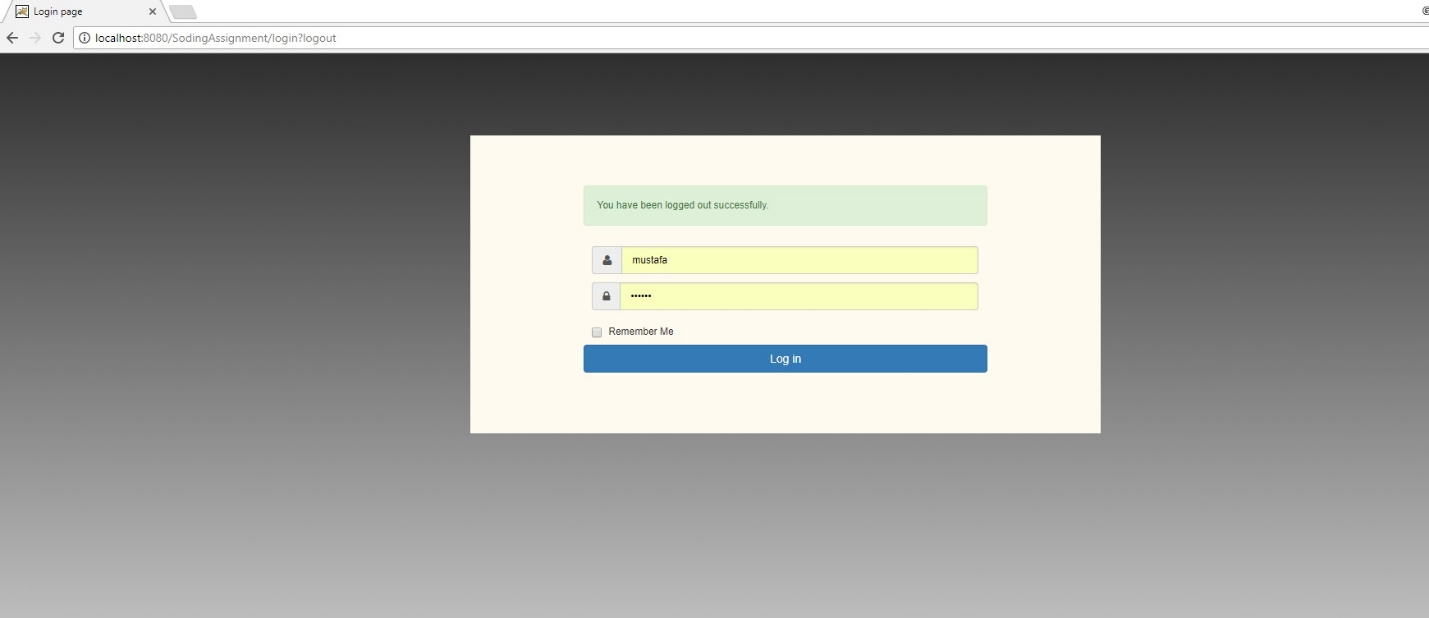 Login page
localhost:8080/SodingAssignment/login?logout
You have been logged out successfully.
mustafa
••••••
Remember Me
Log in